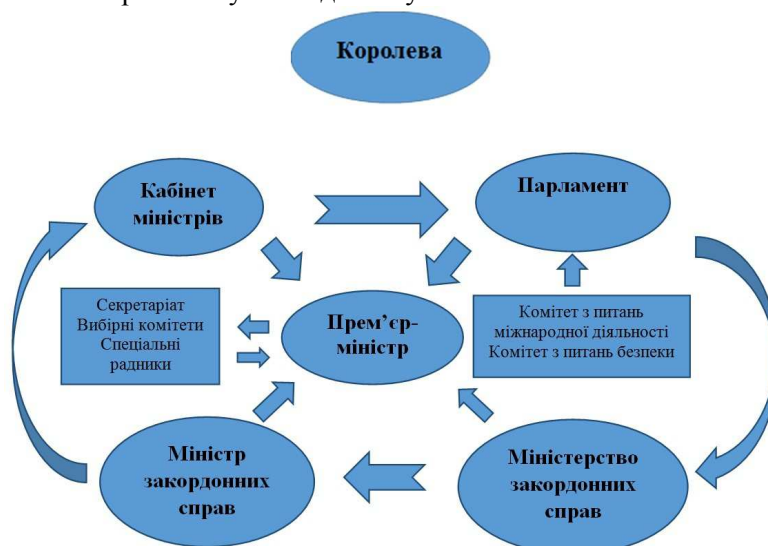 Королева
Кабінет
міністрів
Парламент
Секретаріат
Вибірні комітети
Спеціальні
радники
Прем’єр-
міністр
Комітет з питань
міжнародної діяльності
Комітет з питань безпеки
Міністр
закордонних
справ
Міністерство
закордонних
справ